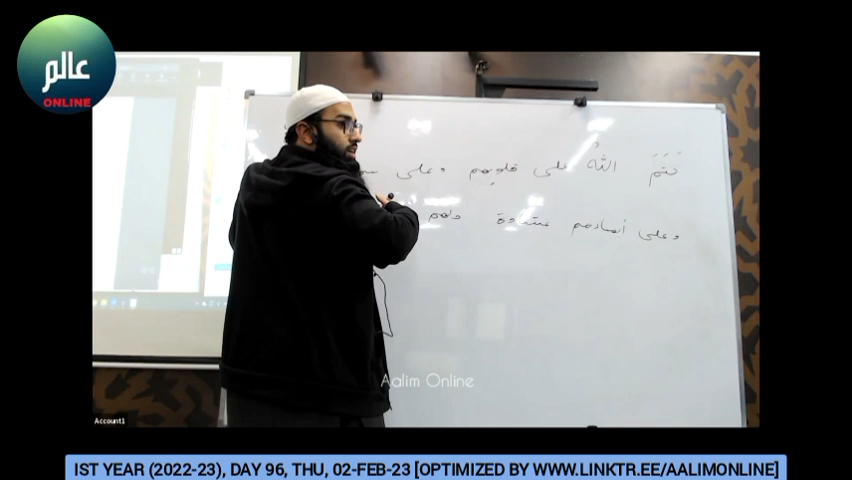 عالم
ONLINE
ختم اللهُ على قلوبهم وعلى
وعلى أبصارهم غشاوة ولهم
Aalim Online
Account1
IST YEAR (2022-23), DAY 96, THU, 02-FEB-23 [OPTIMIZED BY WWW.LINKTR.EE/AALIMONLINE]